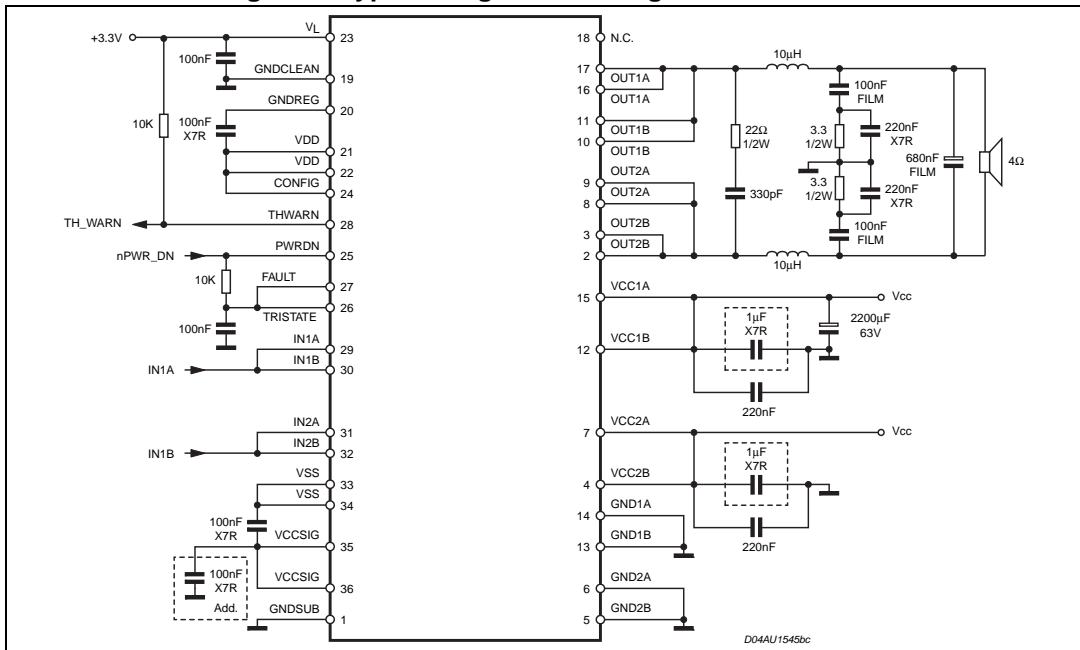 +3.3V
VL
23
100nF
GNDCLEAN
19
GNDREG
20
10K
100nF
X7R
VDD
21
VDD
22
CONFIG
24
TH_WARN
THWARN
28
nPWR_DN
PWRDN
25
10K
FAULT
27
26
TRISTATE
100nF
IN1A
29
IN1A
IN1B
30
IN2A
31
IN1B
IN2B
32
VSS
33
VSS
34
100nF
X7R
VCCSIG
35
100nF
X7R
Add.
VCCSIG
36
GNDSUB
1
18 N.C.
17
OUT1A
16
OUT1A
11
OUT1B
10
OUT1B
9
OUT2A
OUT2A
8
3
OUT2B
OUT2B
2
10µH
22Ω
1/2W
330pF
100nF
FILM
3.3
1/2W
220nF
X7R
3.3
1/2W
220nF
X7R
100nF
FILM
680nF
FILM
4Ω
10µH
15
VCC1A
Vcc
1µF
X7R
2200µF
63V
12
VCC1B
220nF
7
VCC2A
Vcc
1µF
X7R
4
VCC2B
220nF
14
GND1A
13
GND1B
6
GND2A
5
GND2B
D04AU1545bc